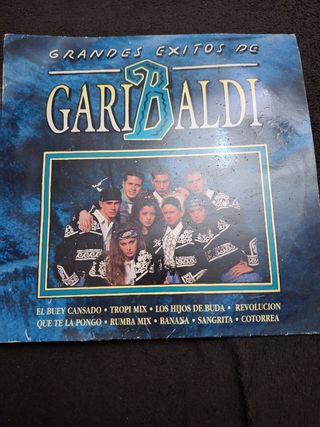 GRANDES EXITOS DE
GARIBALDI
EL BUEY CANSADO • TROPI MIX • LOS HIJOS DE BUDA • REVOLUCION
QUE TE LA PONGO • RUMBA MIX • BANANA • SANGRITA • COTORREA